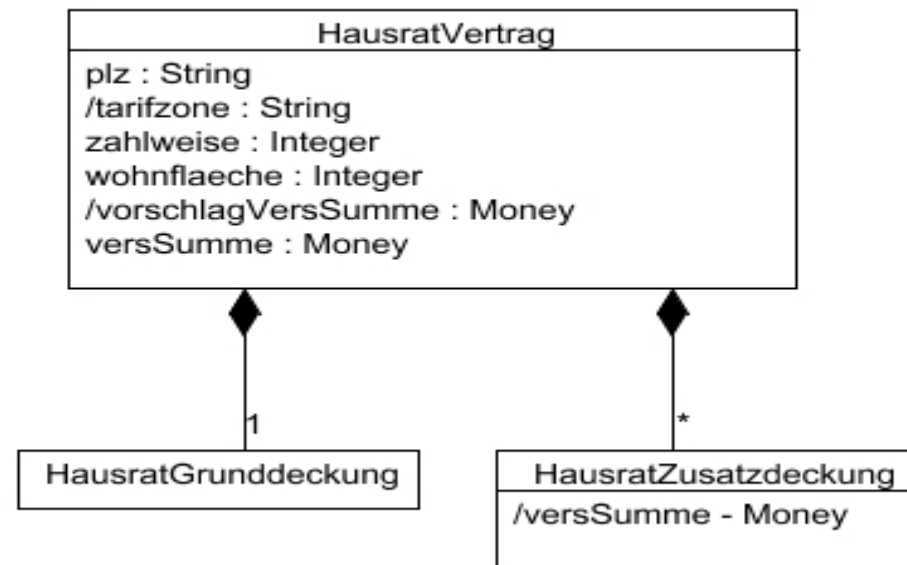 HausratVertrag
plz : String
/tarifzone : String
zahlweise : Integer
wohnflaeche : Integer
/vorschlagVersSumme : Money
versSumme : Money
1
*
HausratGrunddeckung
HausratZusatzdeckung
/versSumme - Money